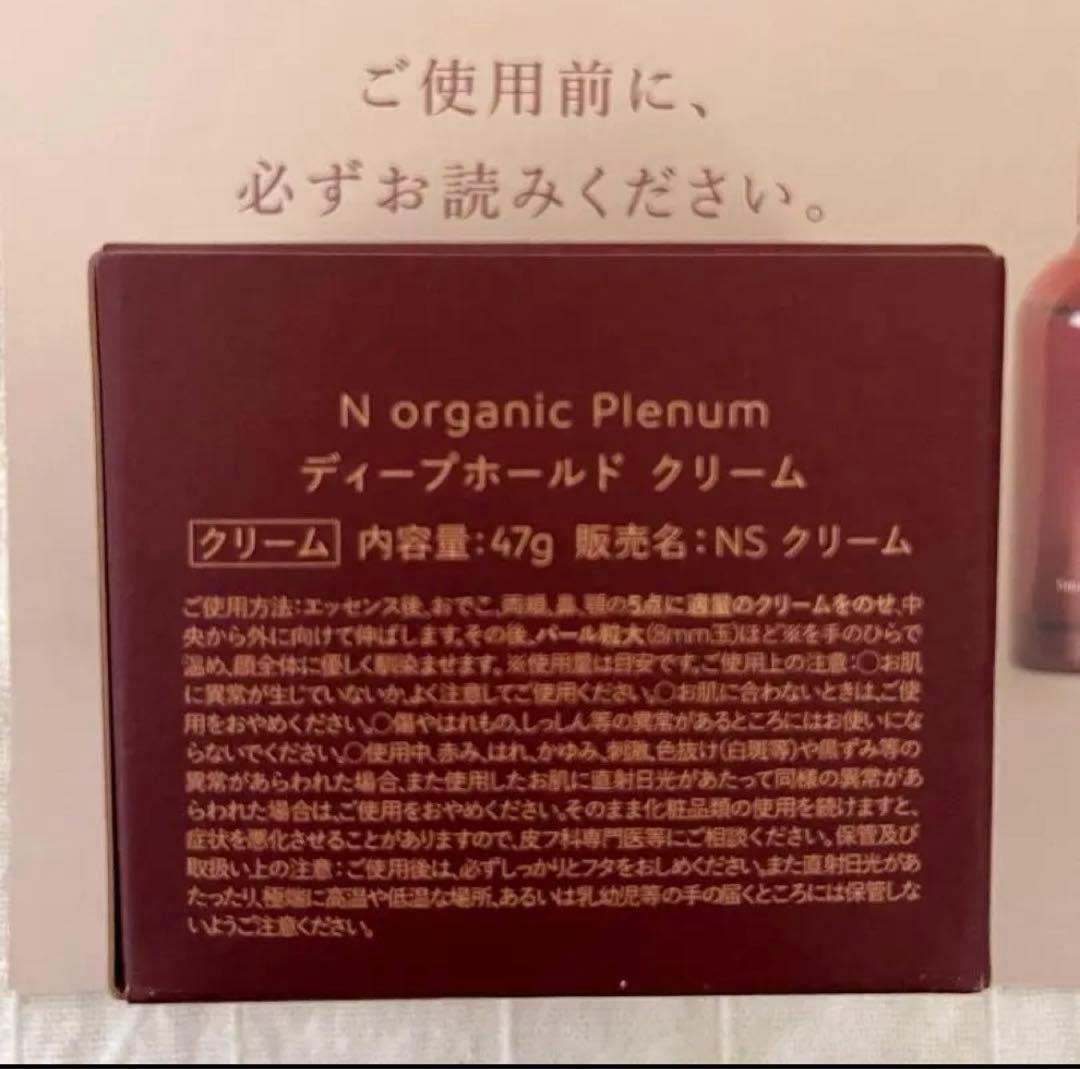 ご使用前に、
必ずお読みください。
N organic Plenum
ディープホールド クリーム
クリーム 内容量:47g 販売名:NS クリーム
ご使用方法:エッセンス後、おでこ、両頬、鼻、顎の5点に適量のクリームをのせ、中
央から外に向けて伸ばします。その後、パール粒大(8mm玉)ほど※を手のひらで
温め、顔全体に優しく馴染ませます。※使用量は目安です。ご使用上の注意:○お肌
に異常が生じていないか、よく注意してご使用ください。○お肌に合わないときは、ご使
用をおやめください。○傷やはれもの、しっしん等の異常があるところにはお使いにな
らないでください。○使用中、赤み、はれ、かゆみ、刺激、色抜け(白斑等)や黒ずみ等の
異常があらわれた場合、また使用したお肌に直射日光があたって同様の異常があ
らわれた場合は、ご使用をおやめください。そのまま化粧品類の使用を続けますと、
症状を悪化させることがありますので、皮フ科専門医等にご相談ください。保管及び
取扱い上の注意:ご使用後は、必ずしっかりとフタをおしめください。また直射日光があ
たったり、極端に高温や低温な場所、あるいは乳幼児等の手の届くところには保管しな
いようご注意ください。